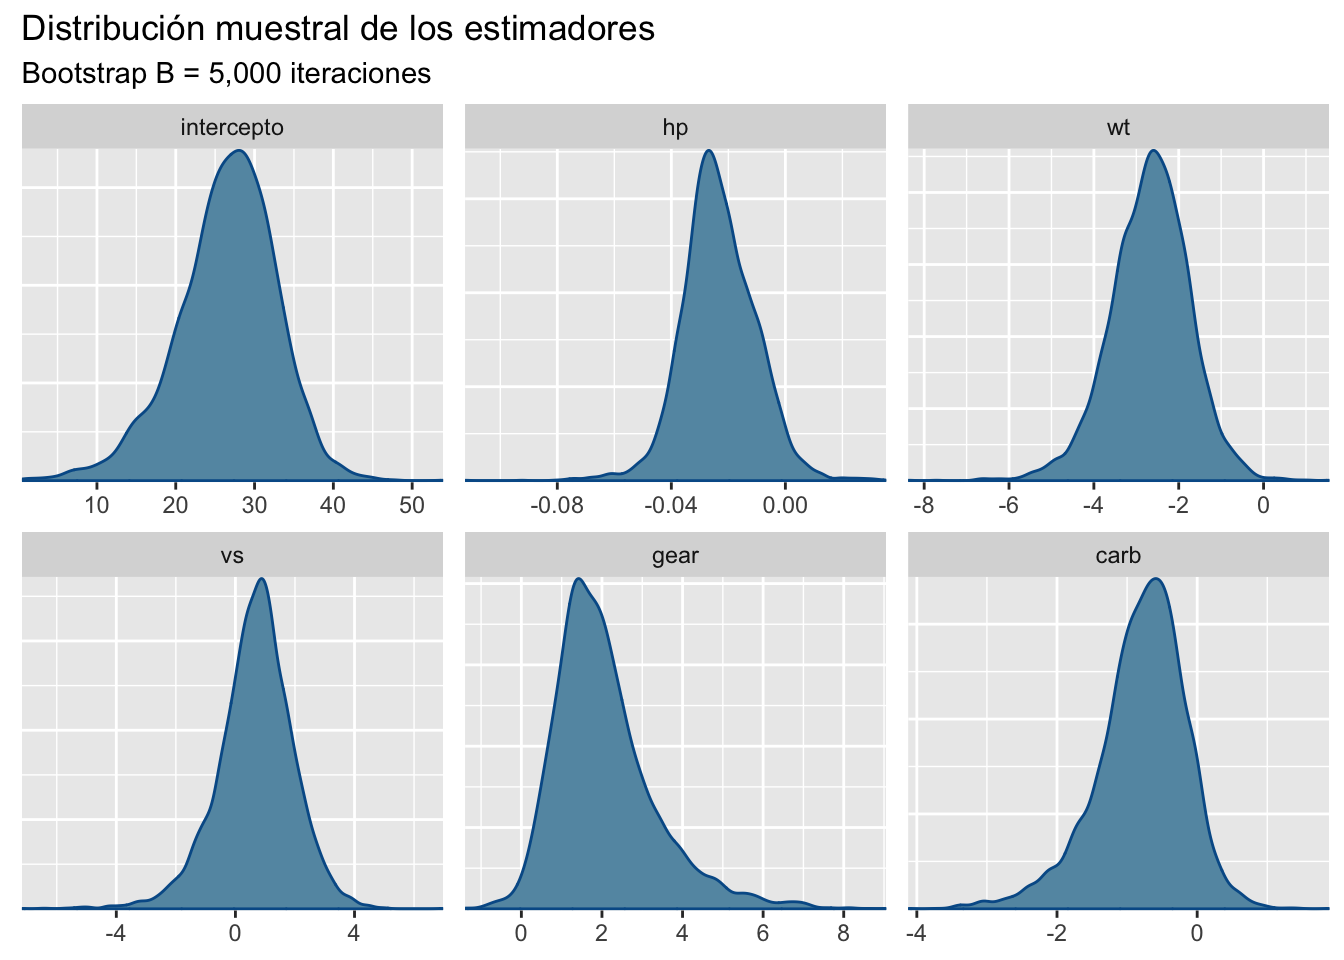 Distribución muestral de los estimadores
Bootstrap B = 5,000 iteraciones
intercepto hp wt
10 20 30 40 50 -0.08 -0.04 0.00 -8 -6 -4 -2 0
vs gear carb
-4 0 4 0 2 4 6 8 -4 -2 0